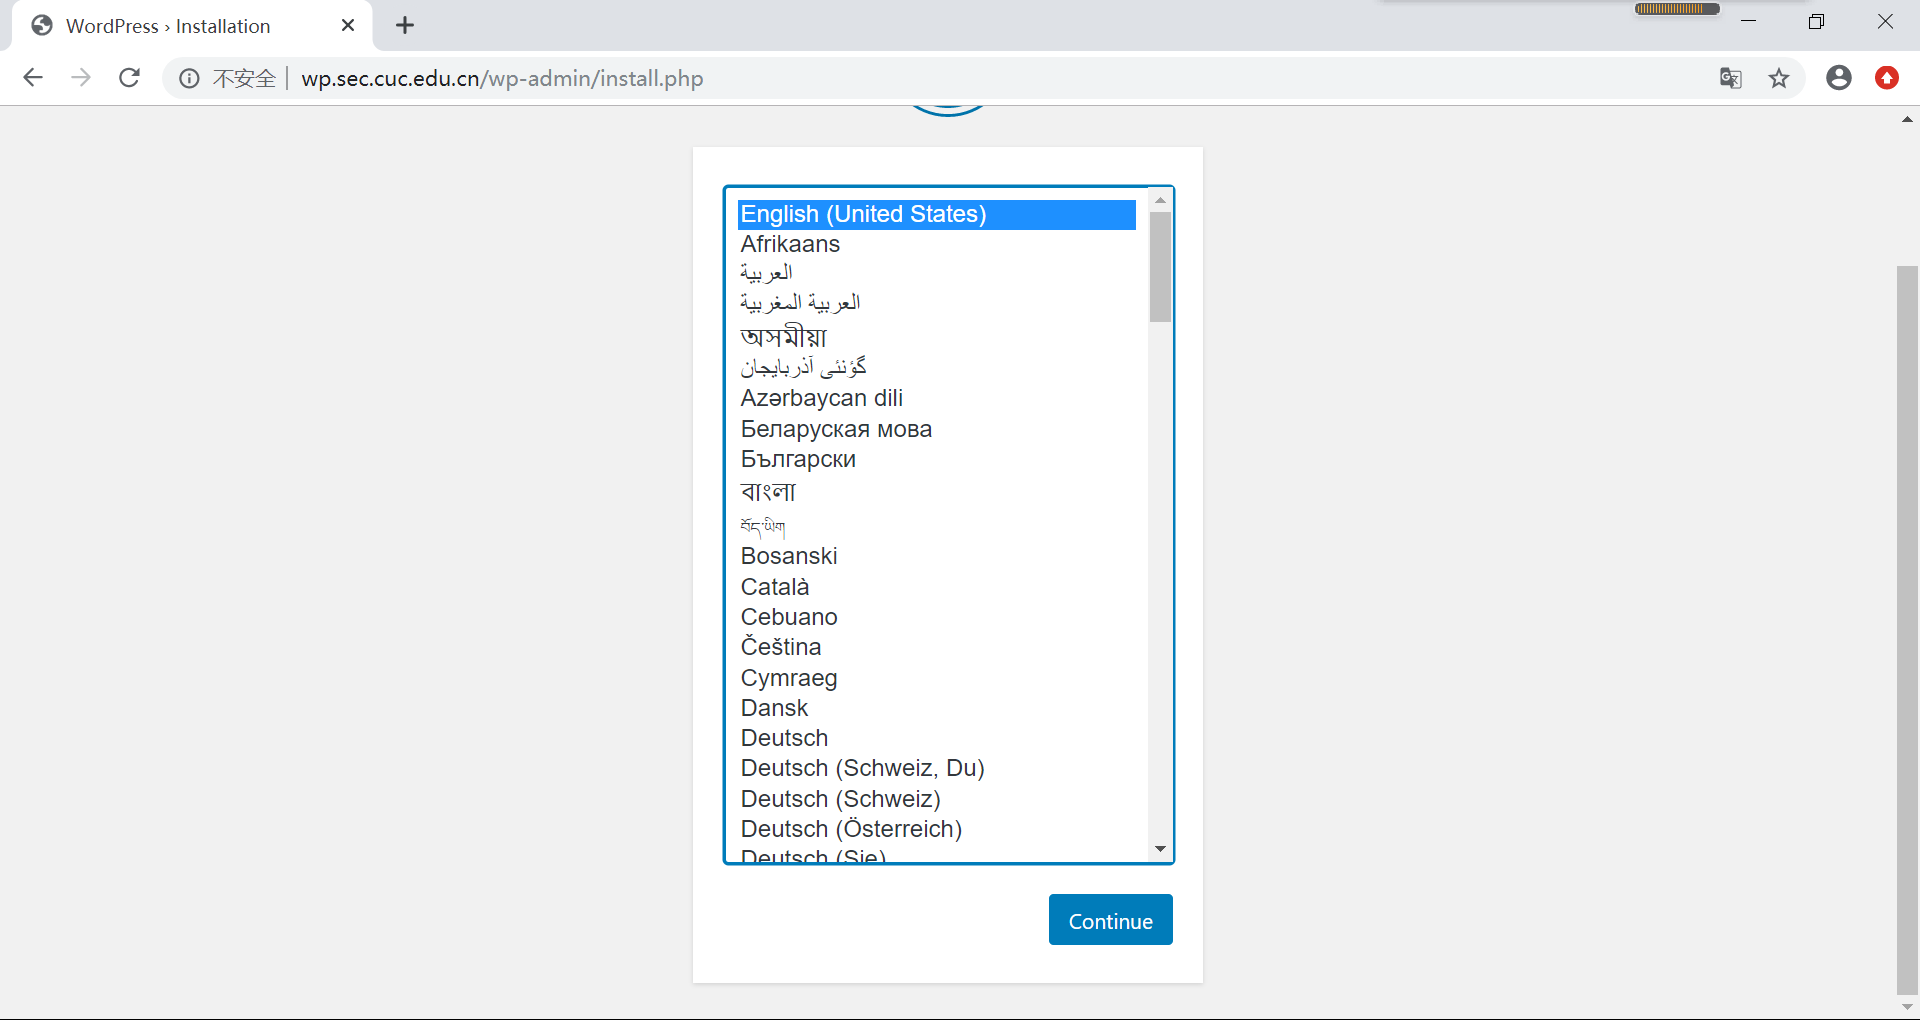 WordPress › Installation
不安全 wp.sec.cuc.edu.cn/wp-admin/install.php
English (United States)
Afrikaans
العربية
العربية المغربية
অসমীয়া
گؤنئی آذربایجان
Azərbaycan dili
Беларуская мова
Български
বাংলা
བོད་ཡིག
Bosanski
Català
Cebuano
Čeština
Cymraeg
Dansk
Deutsch
Deutsch (Schweiz, Du)
Deutsch (Schweiz)
Deutsch (Österreich)
Deutsch (Sie)
Continue